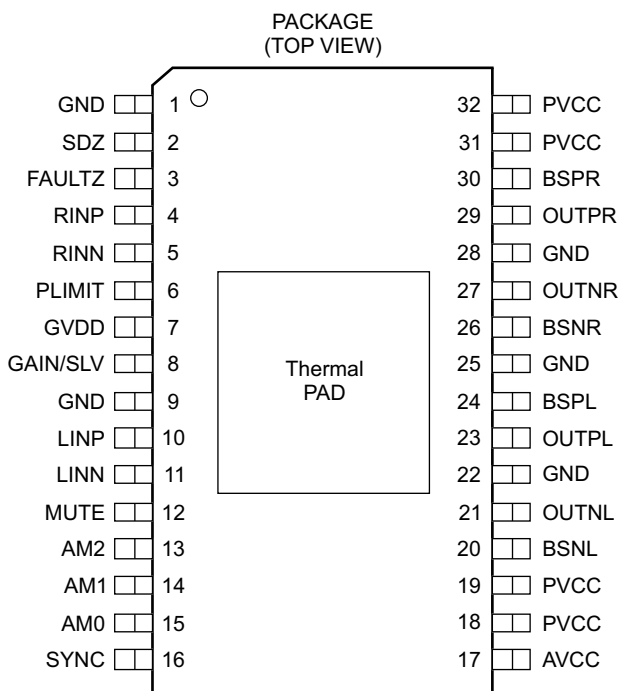 PACKAGE
(TOP VIEW)
GND 1 32 PVCC
SDZ 2 31 PVCC
FAULTZ 3 30 BSPR
RINP 4 29 OUTPR
RINN 5 28 GND
PLIMIT 6 27 OUTNR
GVDD 7 26 BSNR
GAIN/SLV 8 25 GND
GND 9 24 BSPL
LINP 10 23 OUTPL
LINN 11 22 GND
MUTE 12 21 OUTNL
AM2 13 20 BSNL
AM1 14 19 PVCC
AM0 15 18 PVCC
SYNC 16 17 AVCC
Thermal
PAD